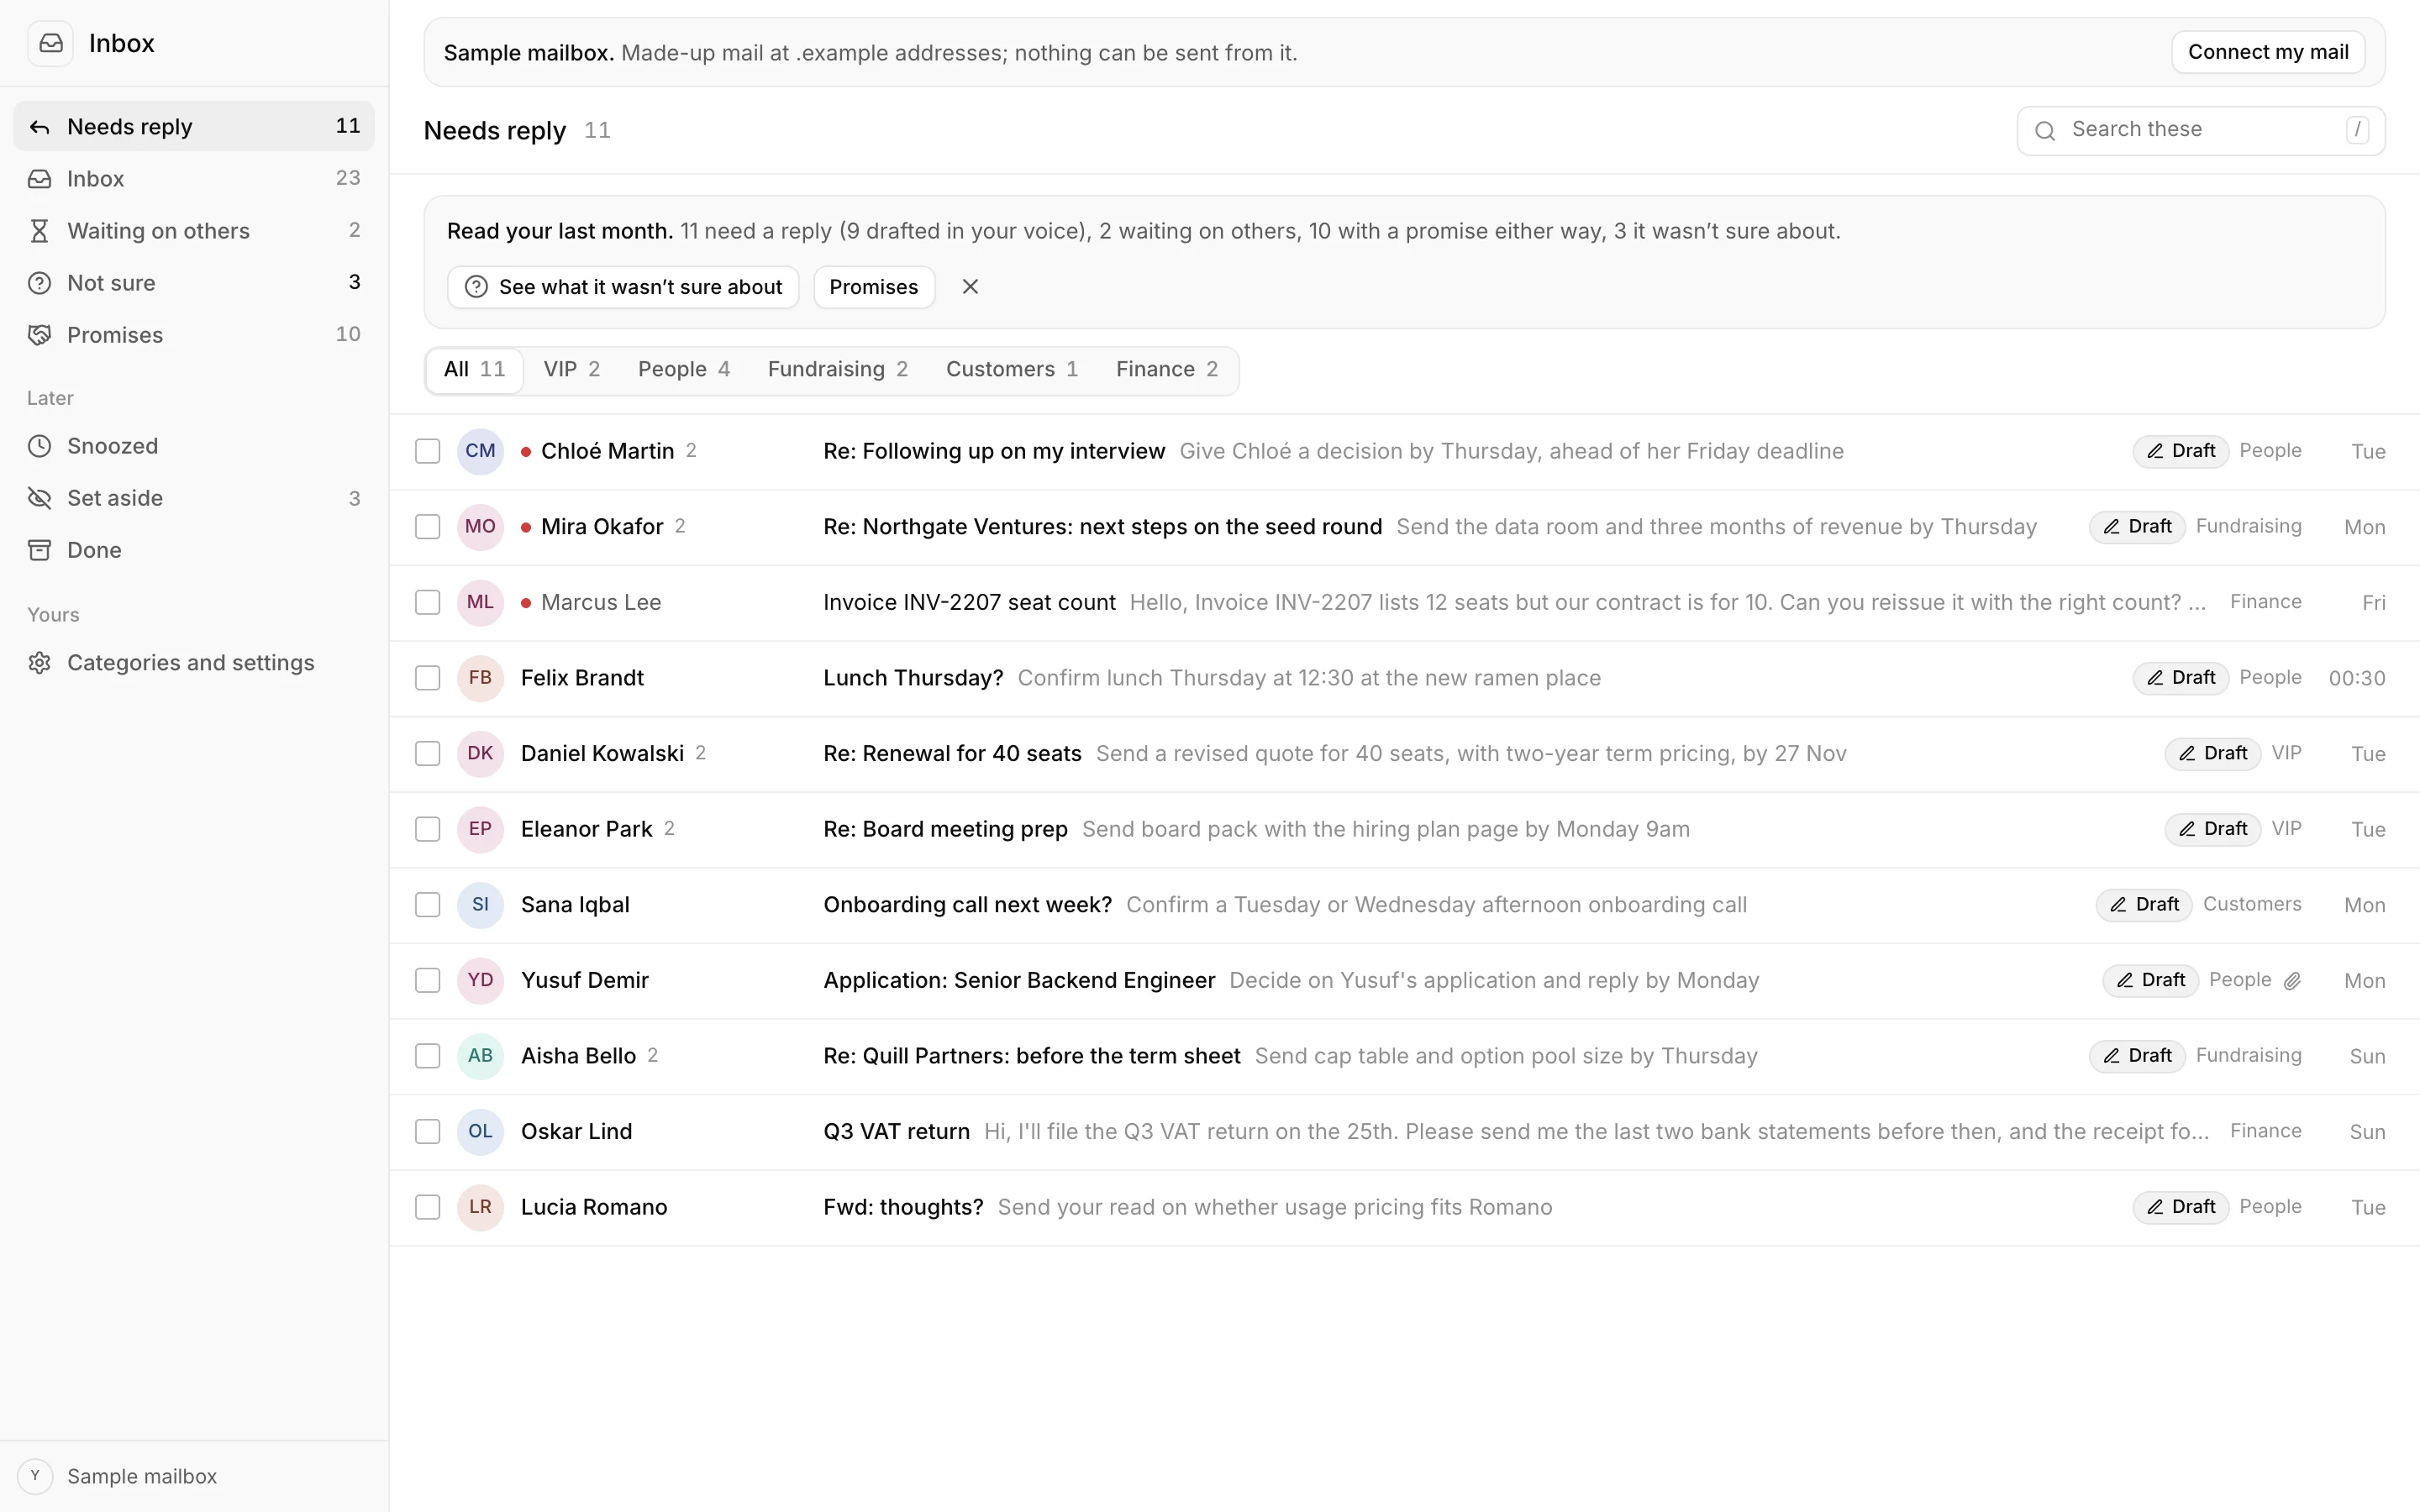 Inbox
Needs reply 11
Inbox 23
Waiting on others 2
Not sure 3
Promises 10
Later
Snoozed
Set aside 3
Done
Yours
Categories and settings
Y Sample mailbox
Sample mailbox. Made-up mail at .example addresses; nothing can be sent from it. Connect my mail
Needs reply 11 Search these /
Read your last month. 11 need a reply (9 drafted in your voice), 2 waiting on others, 10 with a promise either way, 3 it wasn’t sure about.
See what it wasn’t sure about Promises
All 11 VIP 2 People 4 Fundraising 2 Customers 1 Finance 2
CM Chloé Martin 2 Re: Following up on my interview Give Chloé a decision by Thursday, ahead of her Friday deadline Draft People Tue
MO Mira Okafor 2 Re: Northgate Ventures: next steps on the seed round Send the data room and three months of revenue by Thursday Draft Fundraising Mon
ML Marcus Lee Invoice INV-2207 seat count Hello, Invoice INV-2207 lists 12 seats but our contract is for 10. Can you reissue it with the right count? ... Finance Fri
FB Felix Brandt Lunch Thursday? Confirm lunch Thursday at 12:30 at the new ramen place Draft People 00:30
DK Daniel Kowalski 2 Re: Renewal for 40 seats Send a revised quote for 40 seats, with two-year term pricing, by 27 Nov Draft VIP Tue
EP Eleanor Park 2 Re: Board meeting prep Send board pack with the hiring plan page by Monday 9am Draft VIP Tue
SI Sana Iqbal Onboarding call next week? Confirm a Tuesday or Wednesday afternoon onboarding call Draft Customers Mon
YD Yusuf Demir Application: Senior Backend Engineer Decide on Yusuf's application and reply by Monday Draft People Mon
AB Aisha Bello 2 Re: Quill Partners: before the term sheet Send cap table and option pool size by Thursday Draft Fundraising Sun
OL Oskar Lind Q3 VAT return Hi, I'll file the Q3 VAT return on the 25th. Please send me the last two bank statements before then, and the receipt fo... Finance Sun
LR Lucia Romano Fwd: thoughts? Send your read on whether usage pricing fits Romano Draft People Tue